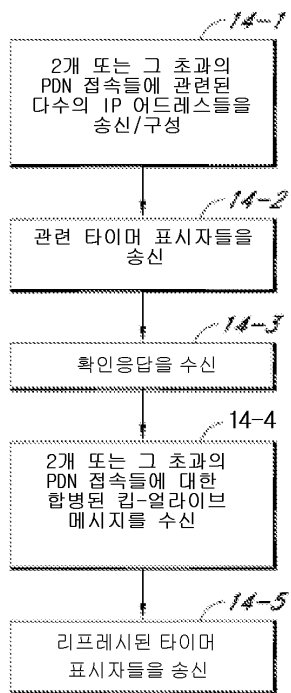 14-1
2개 또는 그 초과의
PDN 접속들에 관련된
다수의 IP 어드레스들을
송신/구성
14-2
관련 타이머 표시자들을
송신
14-3
확인응답을 수신
14-4
2개 또는 그 초과의
PDN 접속들에 대한
합병된 킵-얼라이브
메시지를 수신
14-5
리프레시된 타이머
표시자들을 송신